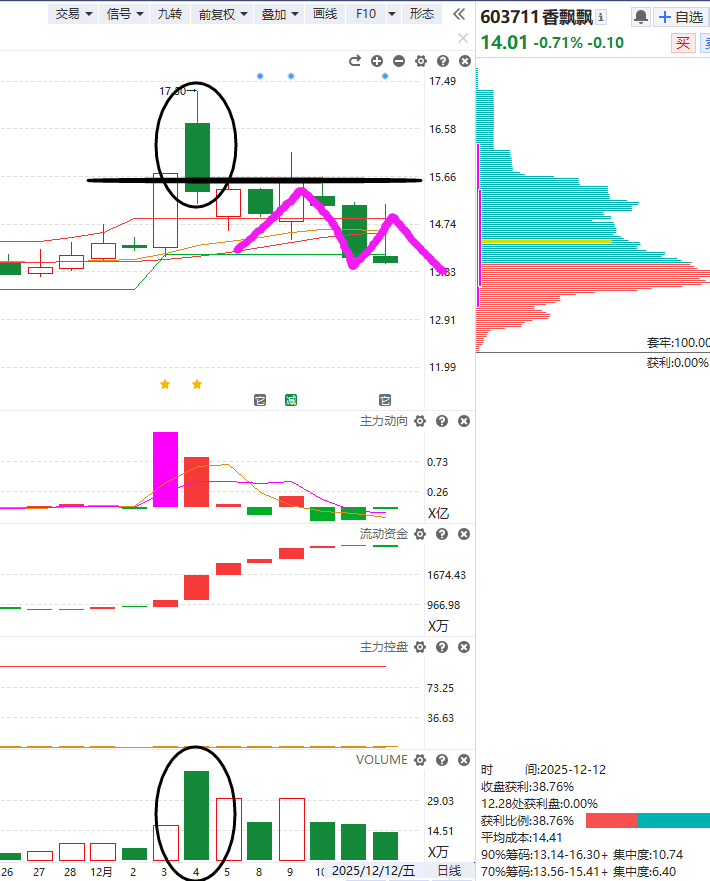 交易 信号 九转 前复权 叠加 画线 F10 形态
603711 香飘飘
自选
14.01 -0.71% -0.10
买
17.80
17.49
16.58
15.66
14.74
13.83
12.91
11.99
套牢:100.00
获利:0.00%
它 减 它
主力动向
0.73
0.26
X亿
流动资金
1674.43
966.98
X万
主力控盘
73.25
36.63
VOLUME
29.03
14.51
X万
26 27 28 12月 2 3 4 5 8 9 2025/12/12/五 日线
时 间:2025-12-12
收盘获利:38.76%
12.28处获利盘:0.00%
获利比例:38.76%
平均成本:14.41
90%筹码:13.14-16.30+ 集中度:10.74
70%筹码:13.56-15.41+ 集中度:6.40